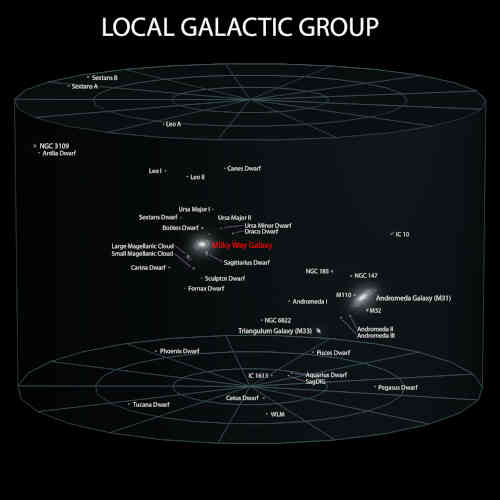 LOCAL GALACTIC GROUP
Sextans B
Sextans A
Leo A
NGC 3109
Antlia Dwarf
Leo I
Leo II
Canes Dwarf
Ursa Major I
Sextans Dwarf
Ursa Major II
Bootes Dwarf
Ursa Minor Dwarf
Draco Dwarf
IC 10
Large Magellanic Cloud
Milky Way Galaxy
Small Magellanic Cloud
Sagittarius Dwarf
Carina Dwarf
Sculptor Dwarf
Fornax Dwarf
NGC 185
NGC 147
M110
Andromeda Galaxy (M31)
Andromeda I
M32
NGC 6822
Triangulum Galaxy (M33)
Andromeda II
Andromeda III
Phoenix Dwarf
Pisces Dwarf
IC 1613
Aquarius Dwarf
SagDIG
Pegasus Dwarf
Cetus Dwarf
Tucana Dwarf
WLM